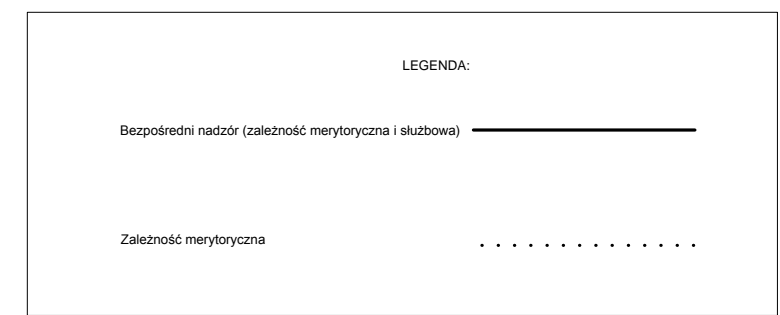 LEGENDA:
Bezpośredni nadzór (zależność merytoryczna i służbowa)
Zależność merytoryczna